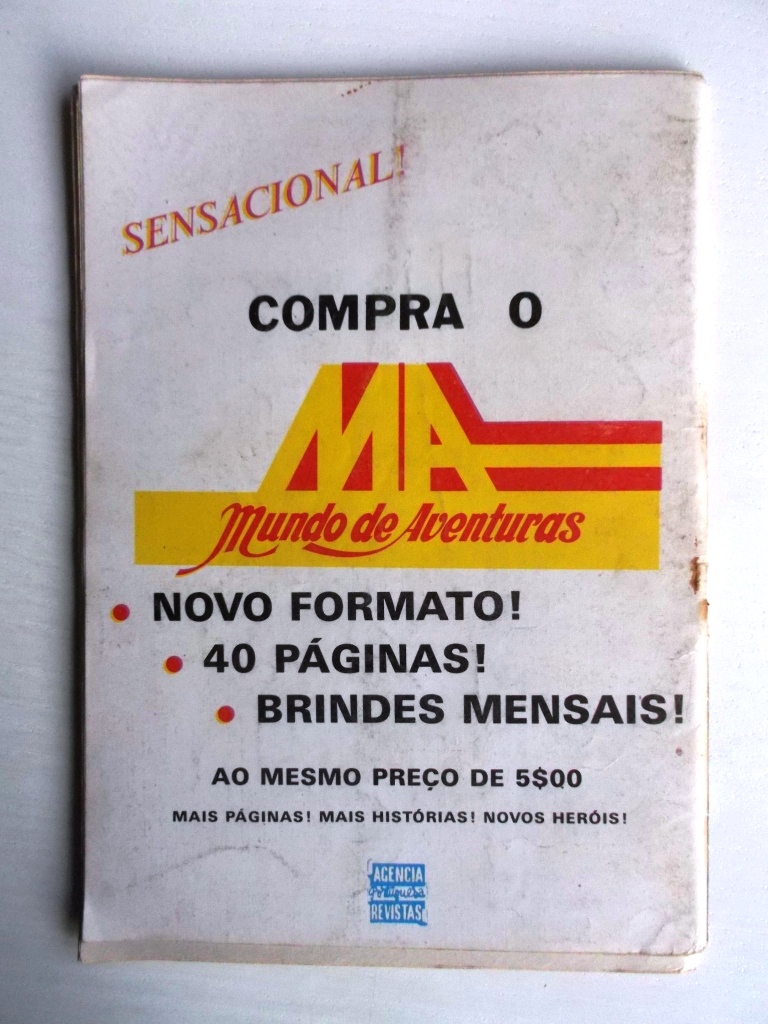 SENSACIONAL!
COMPRA O
MA
Mundo de Aventuras
• NOVO FORMATO!
• 40 PÁGINAS!
• BRINDES MENSAIS!
AO MESMO PREÇO DE 5$00
MAIS PÁGINAS! MAIS HISTÓRIAS! NOVOS HERÓIS!
AGENCIA
Portuguesa
REVISTAS